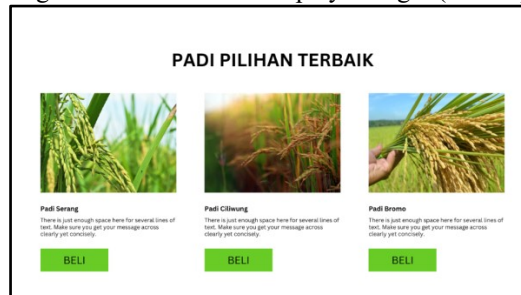 PADI PILIHAN TERBAIK
Padi Serang
There is just enough space here for several lines of
text. Make sure you get your message across
clearly yet concisely.
BELI
Padi Ciliwung
There is just enough space here for several lines of
text. Make sure you get your message across
clearly yet concisely.
BELI
Padi Bromo
There is just enough space here for several lines of
text. Make sure you get your message across
clearly yet concisely.
BELI